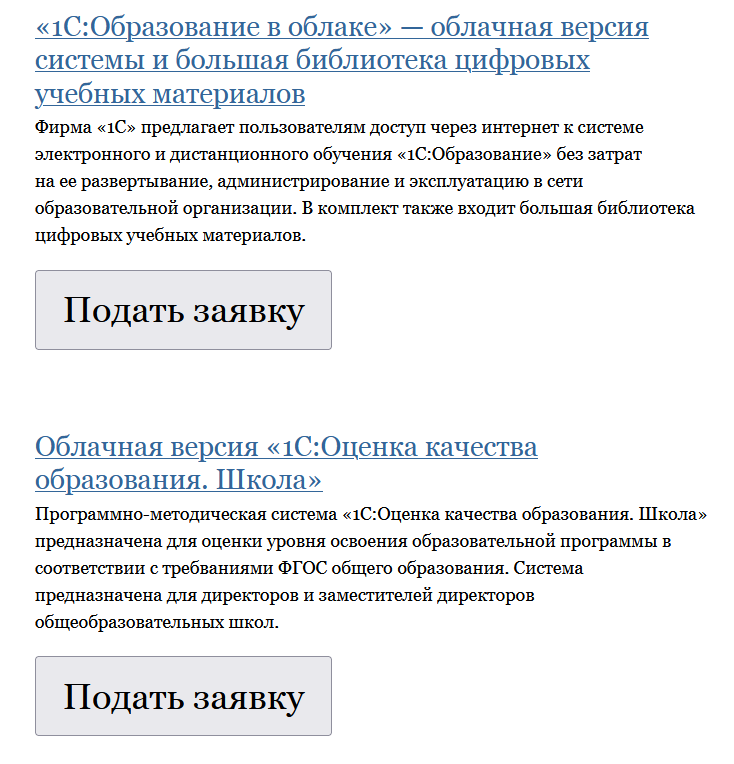 «1С:Образование в облаке» — облачная версия
системы и большая библиотека цифровых
учебных материалов
Фирма «1С» предлагает пользователям доступ через интернет к системе
электронного и дистанционного обучения «1С:Образование» без затрат
на ее развертывание, администрирование и эксплуатацию в сети
образовательной организации. В комплект также входит большая библиотека
цифровых учебных материалов.
Подать заявку
Облачная версия «1С:Оценка качества
образования. Школа»
Программно-методическая система «1С:Оценка качества образования. Школа»
предназначена для оценки уровня освоения образовательной программы в
соответствии с требваниями ФГОС общего образования. Система
предназначена для директоров и заместителей директоров
общеобразовательных школ.
Подать заявку